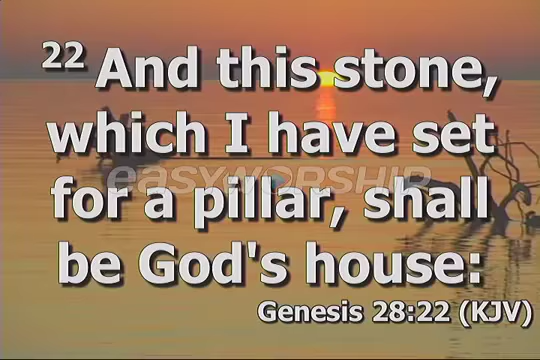 22 And this stone,
which I have set
easyworship
for a pillar, shall
be God's house:
Genesis 28:22 (KJV)